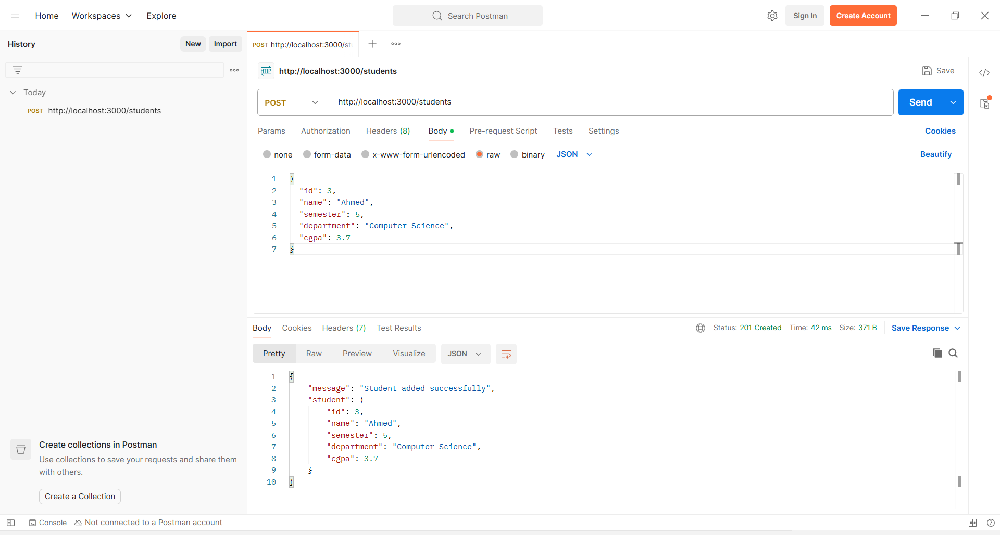 Home Workspaces Explore Search Postman Sign In Create Account
History New Import POST http://localhost:3000/st
http://localhost:3000/students Save
Today
POST http://localhost:3000/students
POST http://localhost:3000/students Send
Params Authorization Headers (8) Body Pre-request Script Tests Settings Cookies
none form-data x-www-form-urlencoded raw binary JSON Beautify
1 {
2 "id": 3,
3 "name": "Ahmed",
4 "semester": 5,
5 "department": "Computer Science",
6 "cgpa": 3.7
7 }
Body Cookies Headers (7) Test Results Status: 201 Created Time: 42 ms Size: 371 B Save Response
Pretty Raw Preview Visualize JSON
1 {
2 "message": "Student added successfully",
3 "student": {
4 "id": 3,
5 "name": "Ahmed",
6 "semester": 5,
7 "department": "Computer Science",
8 "cgpa": 3.7
9 }
10 }
Create collections in Postman
Use collections to save your requests and share them
with others.
Create a Collection
Console Not connected to a Postman account